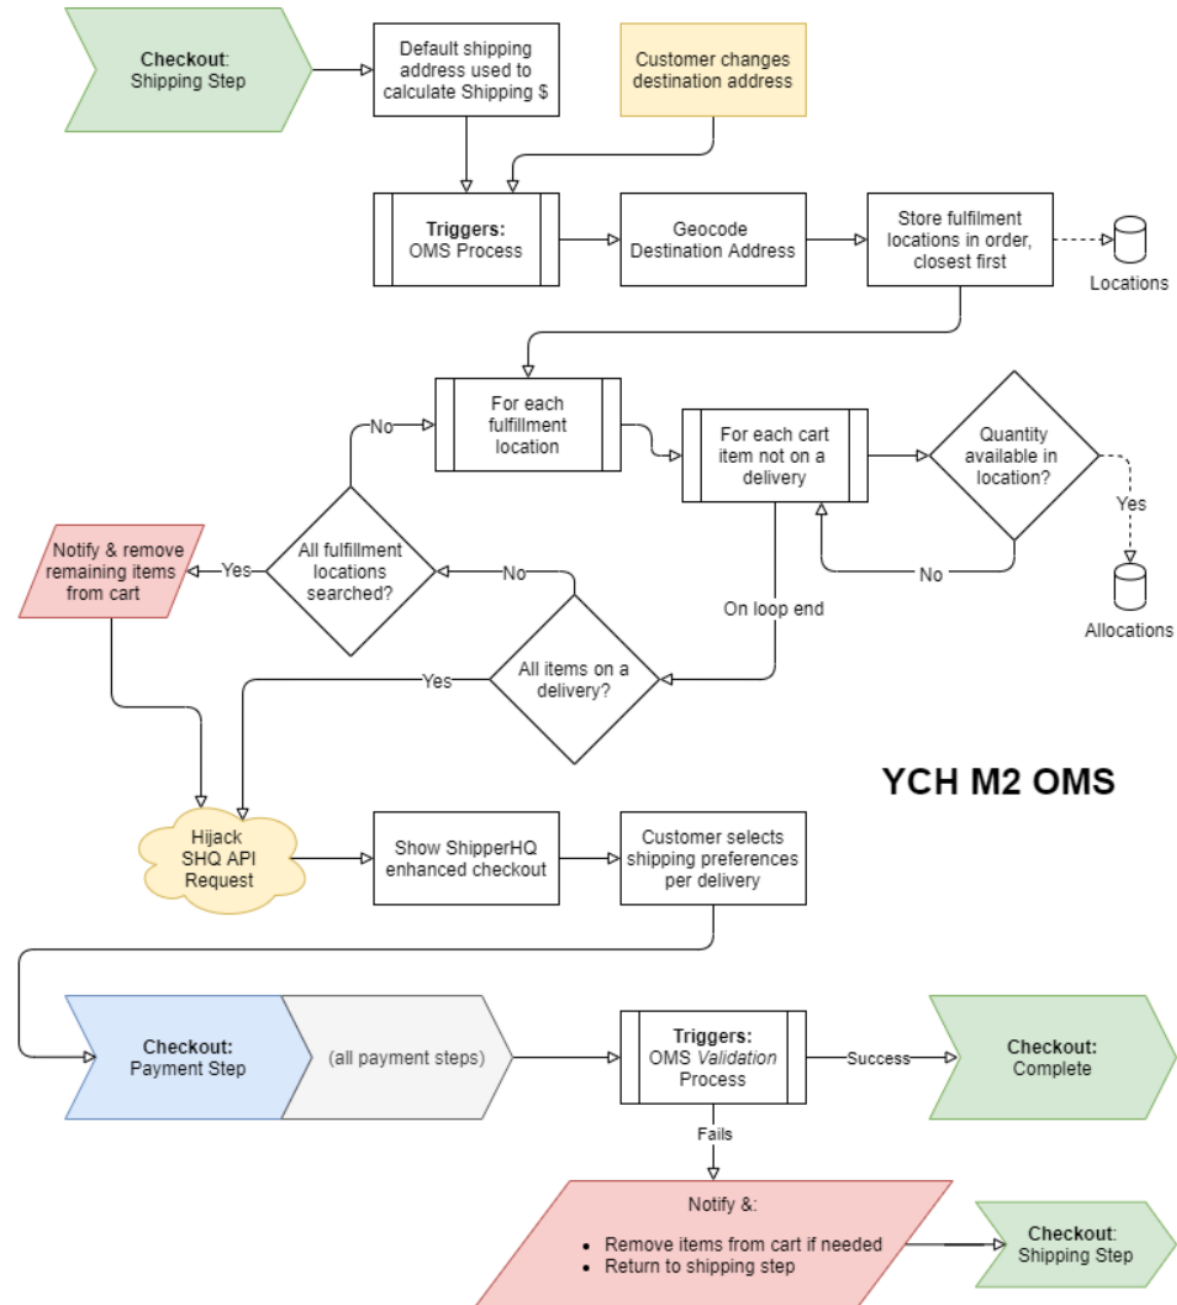 Checkout:
Shipping Step
Default shipping
address used to
calculate Shipping $
Customer changes
destination address
Triggers:
OMS Process
Geocode
Destination Address
Store fulfilment
locations in order,
closest first
Locations
For each
fulfillment
location
For each cart
item not on a
delivery
Quantity
available in
location?
No
Yes
Notify & remove
remaining items
from cart
Yes
All fulfillment
locations
searched?
No
No
Allocations
On loop end
All items on a
delivery?
Yes
YCH M2 OMS
Hijack
SHQ API
Request
Show ShipperHQ
enhanced checkout
Customer selects
shipping preferences
per delivery
Checkout:
Payment Step
(all payment steps)
Triggers:
OMS Validation
Process
Success
Checkout:
Complete
Fails
Notify &:
• Remove items from cart if needed
• Return to shipping step
Checkout:
Shipping Step